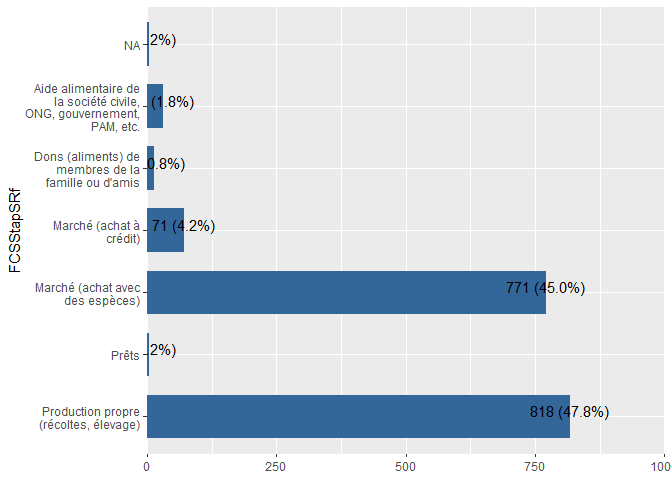 FCSStapSRf
NA
2%)
Aide alimentaire de
la société civile,
ONG, gouvernement,
PAM, etc.
(1.8%)
Dons (aliments) de
membres de la
famille ou d'amis
0.8%)
Marché (achat à
crédit)
71 (4.2%)
Marché (achat avec
des espèces)
771 (45.0%)
Prêts
2%)
Production propre
(récoltes, élevage)
818 (47.8%)
0
250
500
750
100